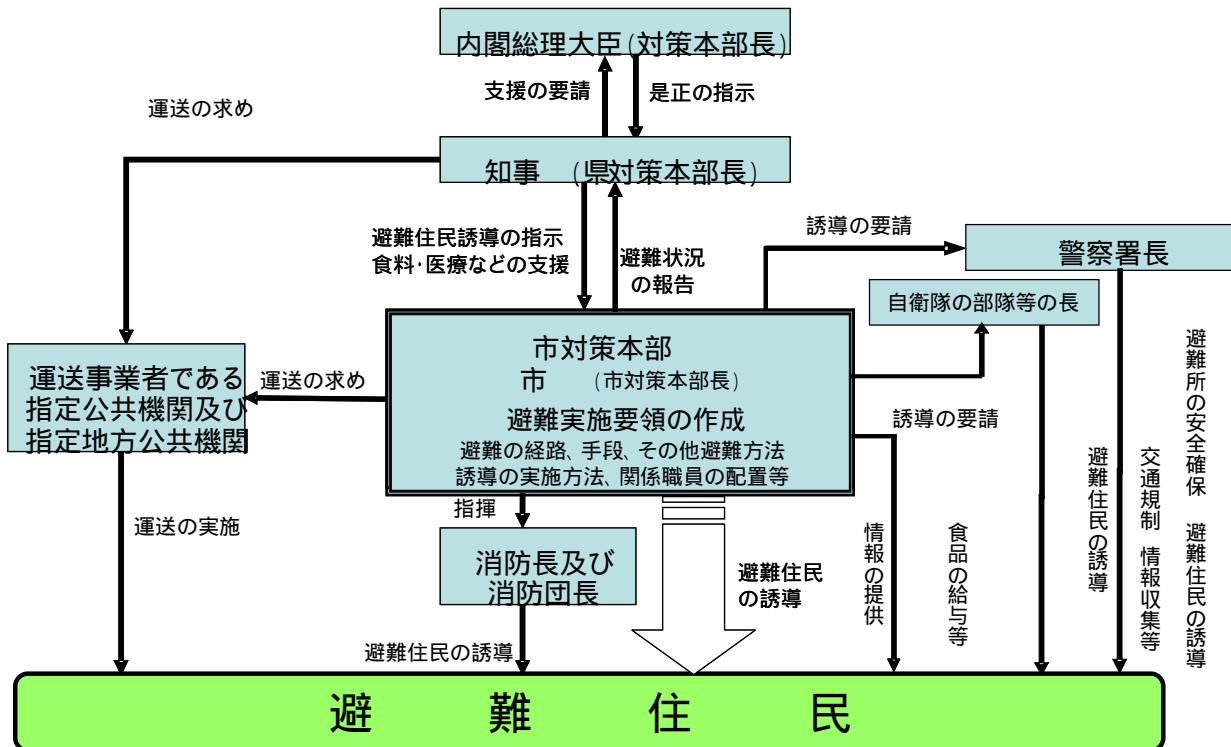 内閣総理大臣(対策本部長)
支援の要請
是正の指示
運送の求め
知事 (県対策本部長)
避難住民誘導の指示
食料・医療などの支援
避難状況
の報告
誘導の要請
警察署長
自衛隊の部隊等の長
市対策本部
市 (市対策本部長)
避難実施要領の作成
避難の経路、手段、その他避難方法
誘導の実施方法、関係職員の配置等
運送事業者である
指定公共機関及び
指定地方公共機関
運送の求め
誘導の要請
指揮
運送の実施
消防長及び
消防団長
避難住民
の誘導
情報の提供
食品の給与等
避難住民の誘導
交通規制 情報収集等
避難所の安全確保 避難住民の誘導
避難住民の誘導
避 難 住 民